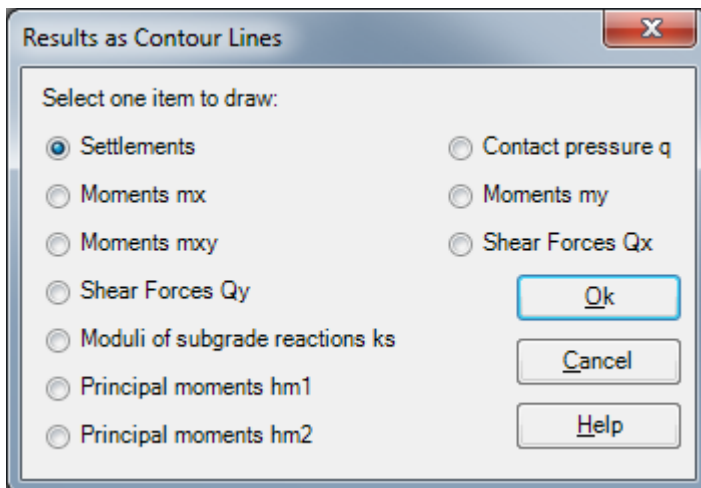 Results as Contour Lines
Select one item to draw:
Settlements
Contact pressure q
Moments mx
Moments my
Moments mxy
Shear Forces Qx
Shear Forces Qy
Ok
Moduli of subgrade reactions ks
Cancel
Principal moments hm1
Principal moments hm2
Help